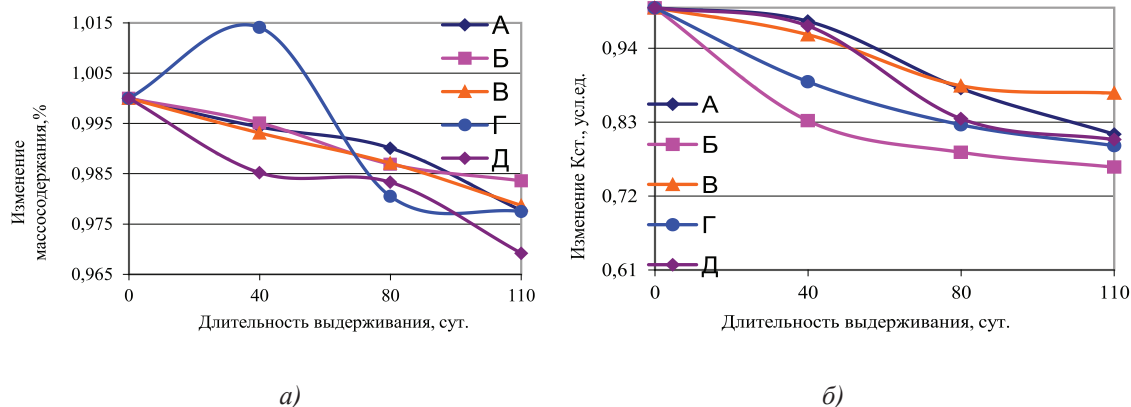 Изменение
массосодержания,%
1,015
1,005
0,995
0,985
0,975
0,965
0
40
80
110
Длительность выдерживания, сут.
А
Б
В
Г
Д
а)
Изменение Кст., усл.ед.
0,94
0,83
0,72
0,61
0
40
80
110
Длительность выдерживания, сут.
А
Б
В
Г
Д
б)